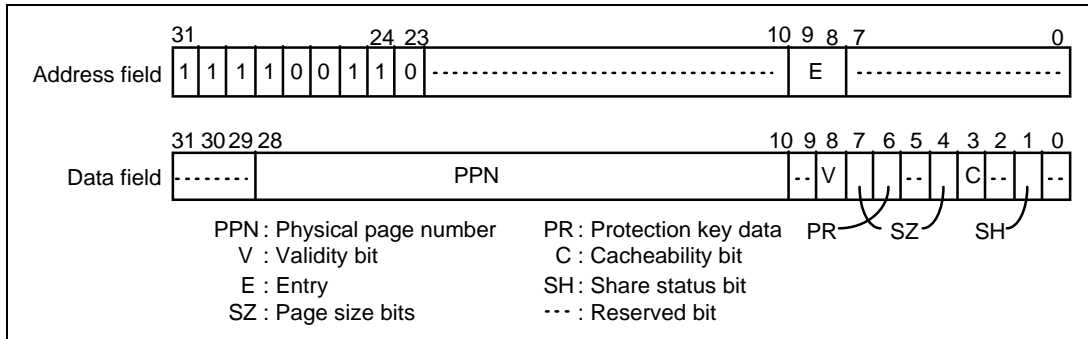 31 24 23 10 9 8 7 0
Address field 1 1 1 1 0 0 1 1 0 E
31 30 29 28 10 9 8 7 6 5 4 3 2 1 0
Data field PPN V C
PPN : Physical page number PR : Protection key data PR SZ SH
V : Validity bit C : Cacheability bit
E : Entry SH : Share status bit
SZ : Page size bits --- : Reserved bit